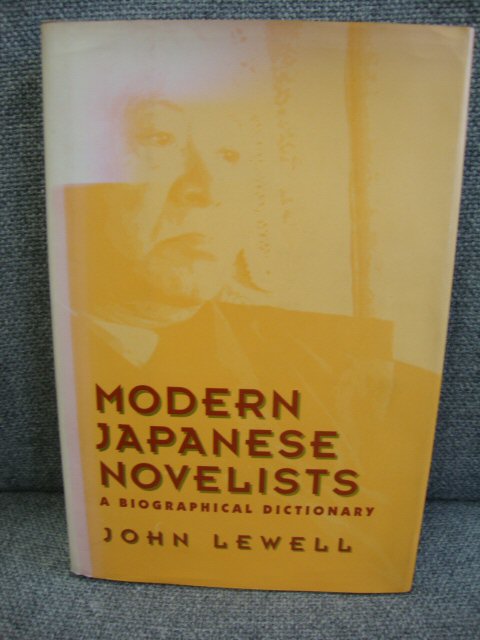 MODERN
JAPANESE
NOVELISTS
A BIOGRAPHICAL DICTIONARY
JOHN LEWELL